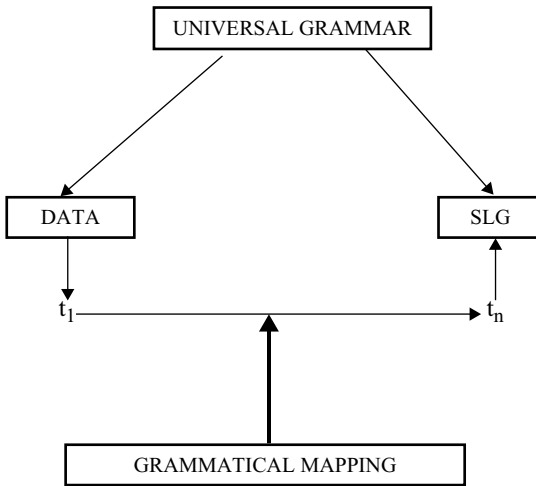 UNIVERSAL GRAMMAR
DATA
SLG
t₁
tₙ
GRAMMATICAL MAPPING